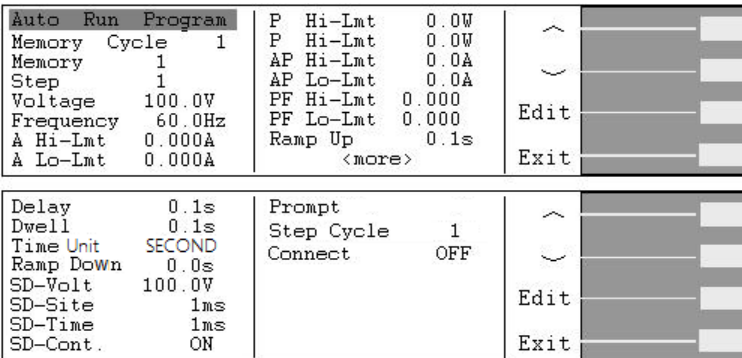 Auto Run Program
Memory Cycle 1
Memory 1
Step 1
Voltage 100.0V
Frequency 60.0Hz
A Hi-Lmt 0.000A
A Lo-Lmt 0.000A
P Hi-Lmt 0.0W
P Hi-Lmt 0.0W
AP Hi-Lmt 0.0A
AP Lo-Lmt 0.0A
PF Hi-Lmt 0.000
PF Lo-Lmt 0.000
Ramp Up 0.1s
<more>
Edit
Exit
Delay 0.1s
Dwell 0.1s
Time Unit SECOND
Ramp Down 0.0s
SD-Volt 100.0V
SD-Site 1ms
SD-Time 1ms
SD-Cont. ON
Prompt
Step Cycle 1
Connect OFF
Edit
Exit